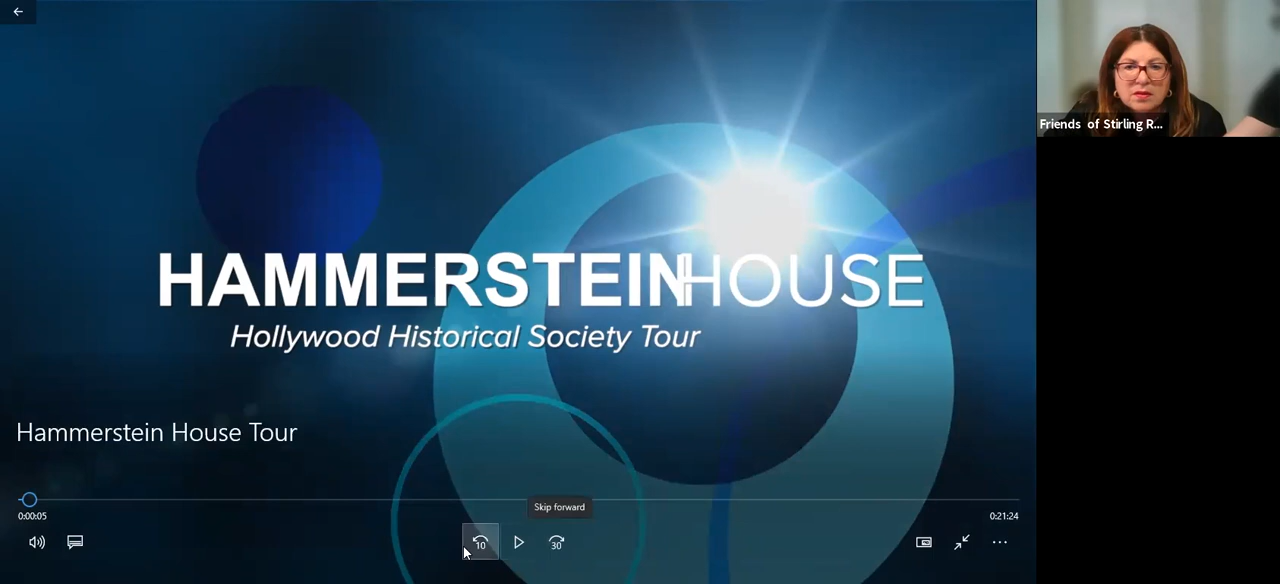 HAMMERSTEINHOUSE
Hollywood Historical Society Tour
Hammerstein House Tour
Skip forward
0:00:05
0:21:24
10
30
Friends of Stirling R...